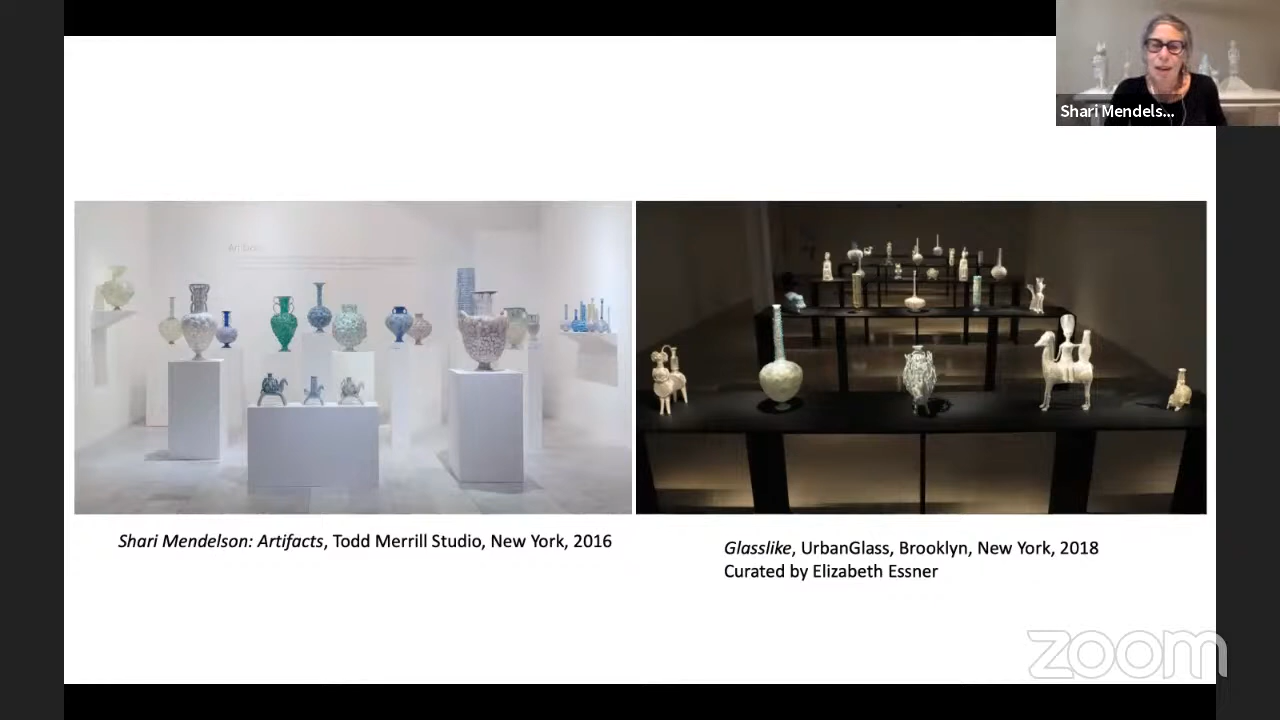 Shari Mendels...
Shari Mendelson: Artifacts, Todd Merrill Studio, New York, 2016
Glasslike, UrbanGlass, Brooklyn, New York, 2018
Curated by Elizabeth Essner
zoom